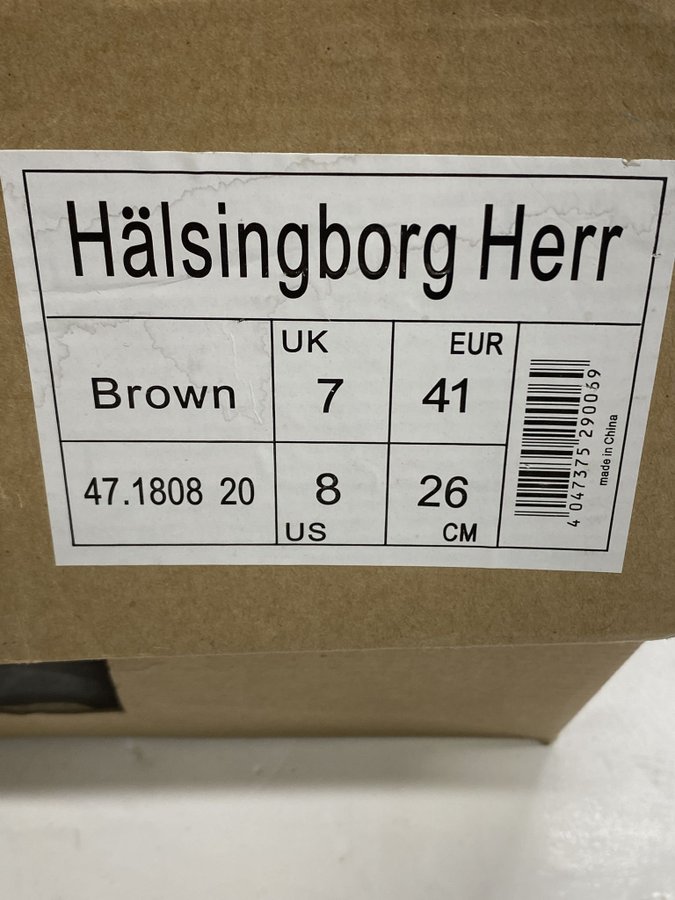 Hälsingborg Herr
Brown
UK
7
EUR
41
47.1808 20
8
US
26
CM
4 047375 290069
made in China